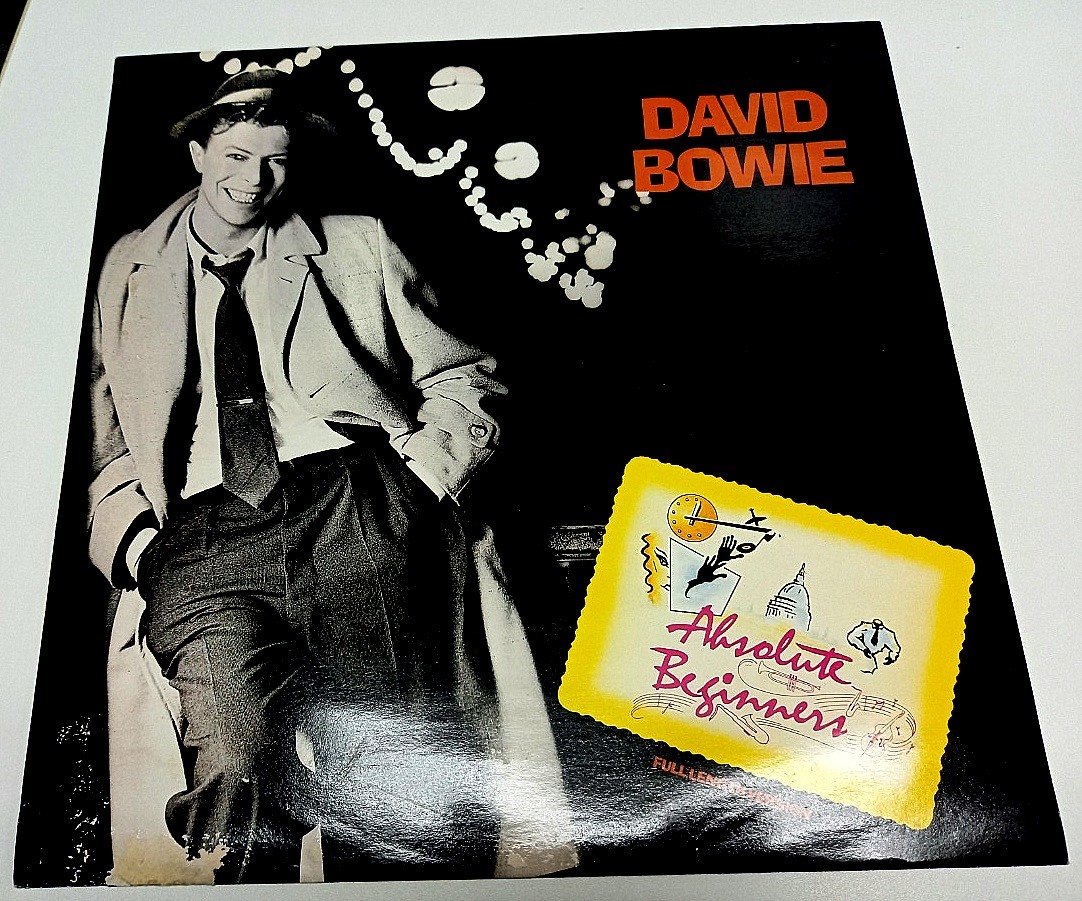 DAVID
BOWIE
Absolute
Beginners
FULL LENGTH VERSION